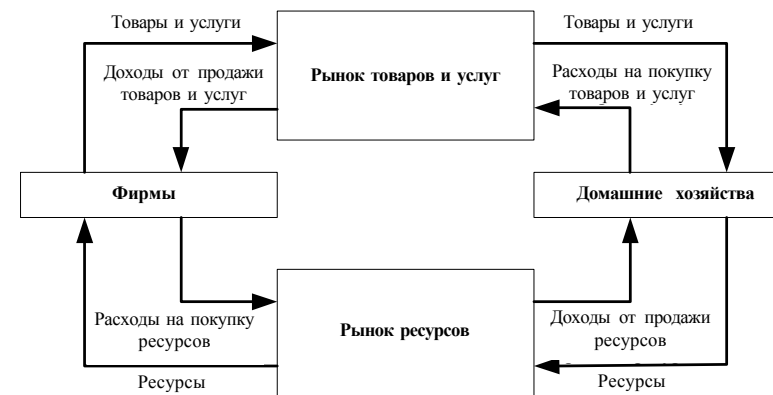 Товары и услуги
Товары и услуги
Рынок товаров и услуг
Доходы от продажи
товаров и услуг
Расходы на покупку
товаров и услуг
Фирмы
Домашние хозяйства
Расходы на покупку
ресурсов
Рынок ресурсов
Доходы от продажи
ресурсов
Ресурсы
Ресурсы